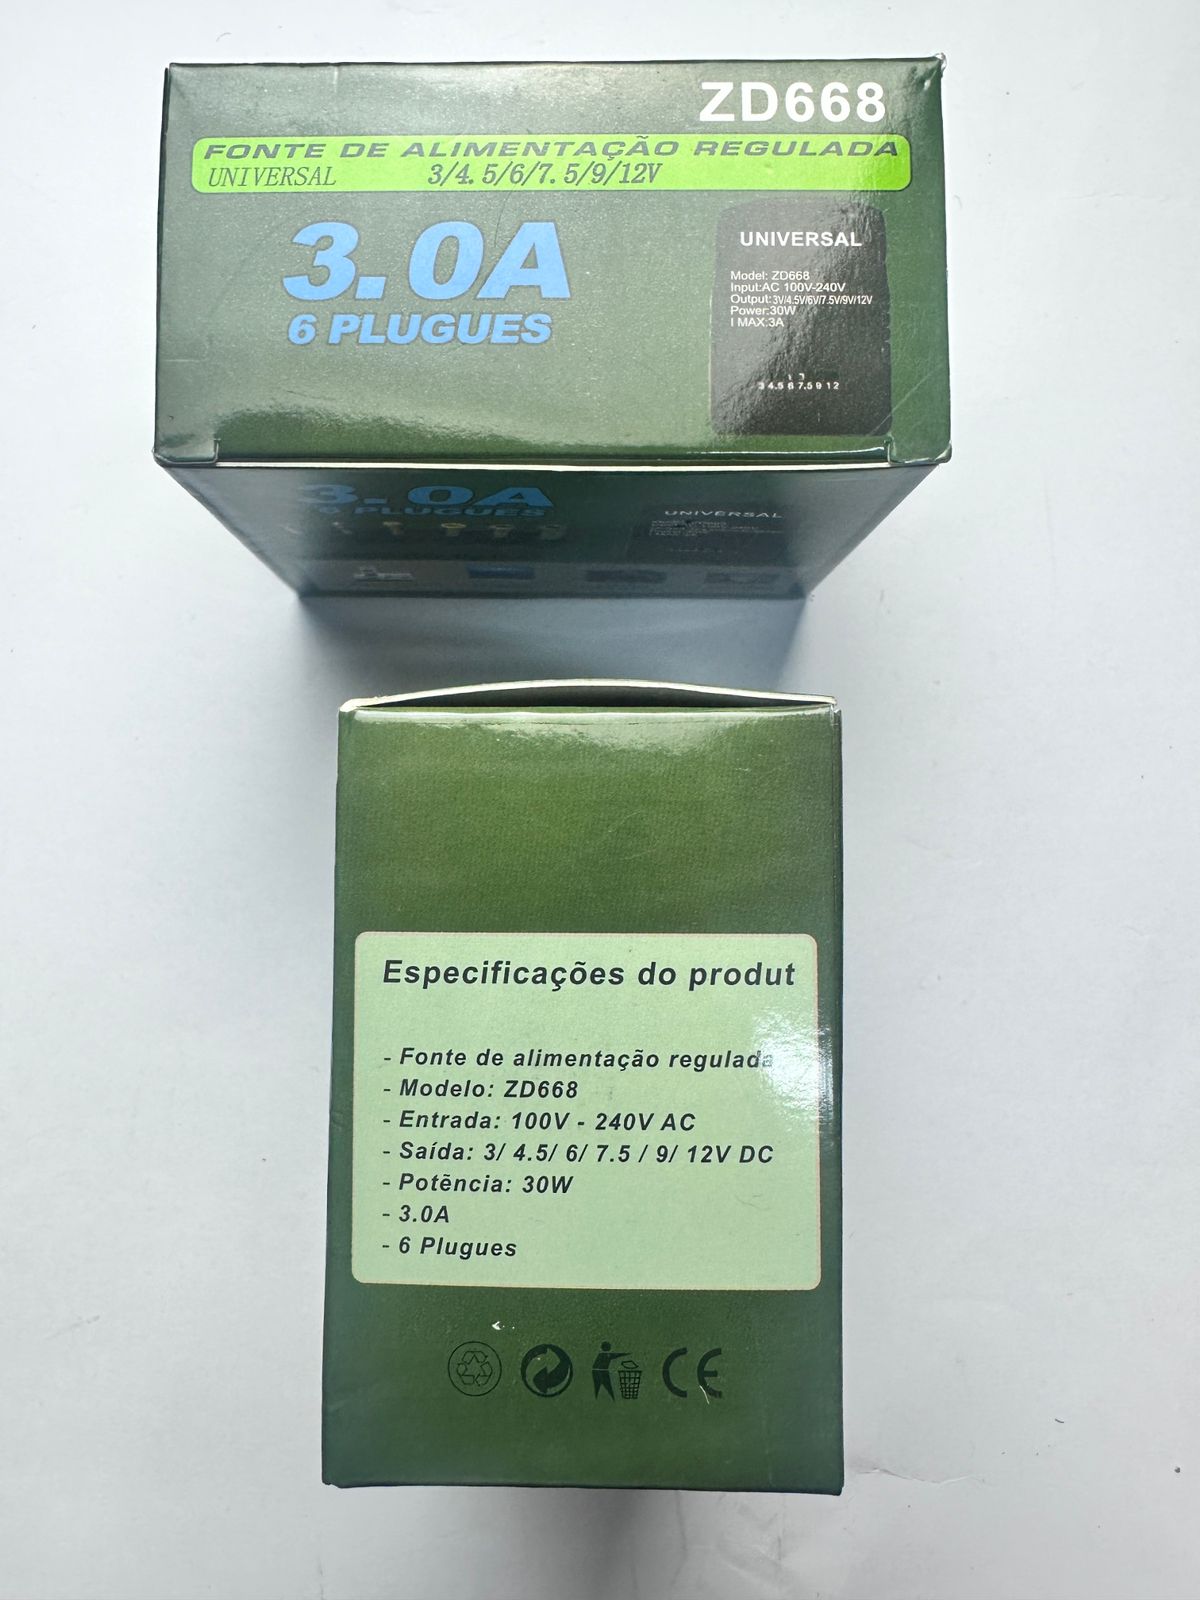 ZD668
FONTE DE ALIMENTAÇÃO REGULADA
UNIVERSAL 3/4.5/6/7.5/9/12V
3.0A
6 PLUGUES
UNIVERSAL
Model: ZD668
Input:AC 100V-240V
Output:3V/4.5V/6V/7.5V/9V/12V
Power:30W
I MAX:3A
3 4.5 6 7.5 9 12
3.0A
6 PLUGUES
UNIVERSAL
Especificações do produt
- Fonte de alimentação regulada
- Modelo: ZD668
- Entrada: 100V - 240V AC
- Saída: 3/ 4.5/ 6/ 7.5 / 9/ 12V DC
- Potência: 30W
- 3.0A
- 6 Plugues
CE